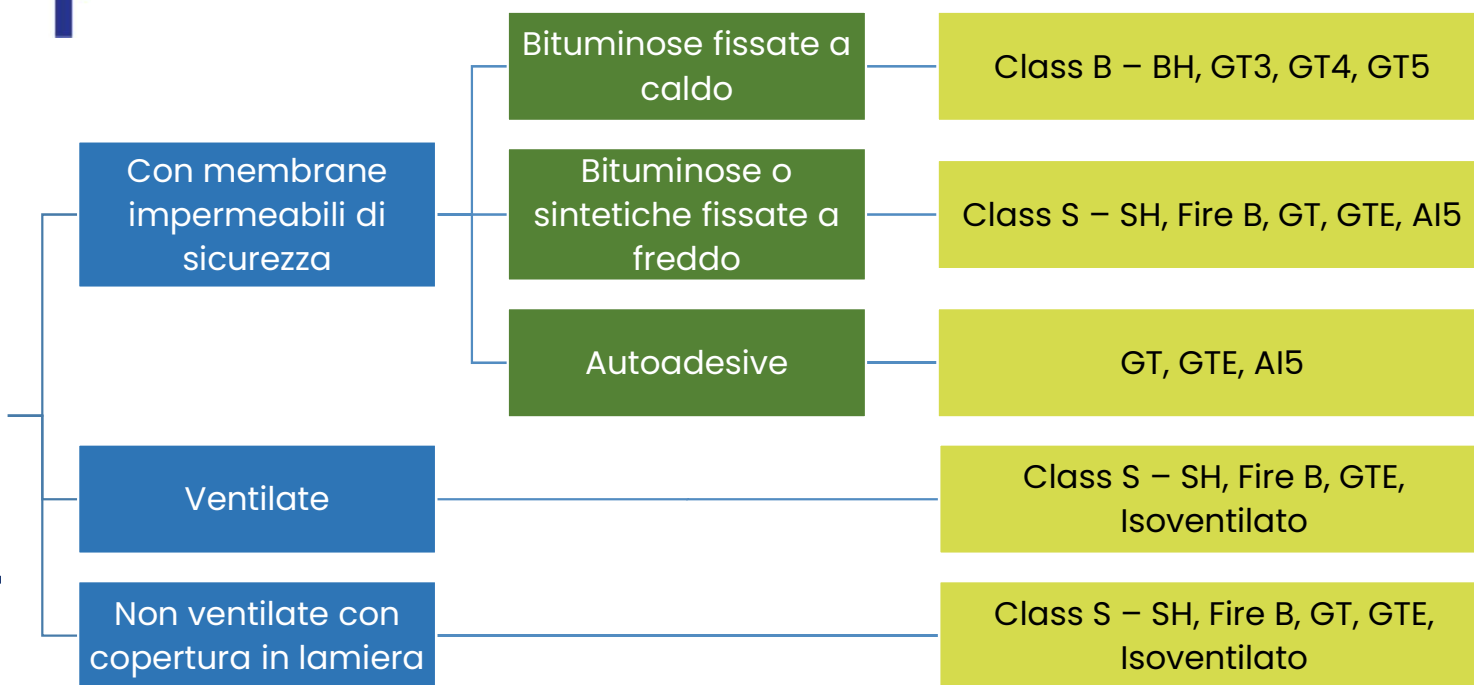 Bituminose fissate a
caldo
Class B – BH, GT3, GT4, GT5
Con membrane
impermeabili di
sicurezza
Bituminose o
sintetiche fissate a
freddo
Class S – SH, Fire B, GT, GTE, AI5
Autoadesive
GT, GTE, AI5
Ventilate
Class S – SH, Fire B, GTE,
Isoventilato
Non ventilate con
copertura in lamiera
Class S – SH, Fire B, GT, GTE,
Isoventilato